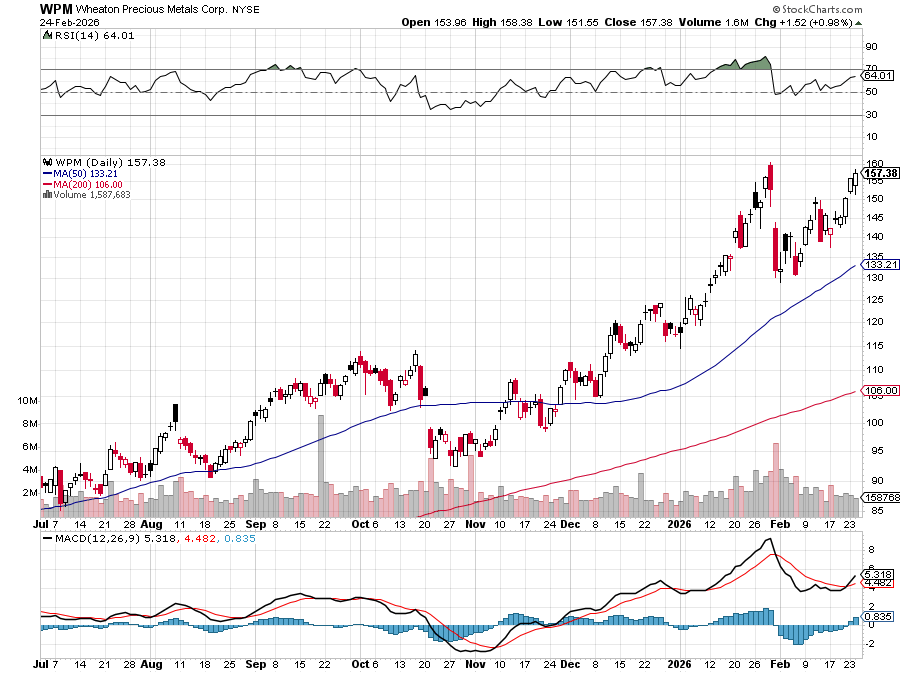 WPM Wheaton Precious Metals Corp. NYSE © StockCharts.com
24-Feb-2026 Open 153.96 High 158.38 Low 151.55 Close 157.38 Volume 1.6M Chg +1.52 (+0.98%)
RSI(14) 64.01
90
70
64.01
50
30
10
WPM (Daily) 157.38
MA(50) 133.21
MA(200) 106.00
Volume 1,587,683
160
157.38
155
150
145
140
135
133.21
130
125
120
115
110
106.00
105
10M 100
8M
6M 95
4M 90
2M 158768
85
Jul 7 14 21 28 Aug 11 18 25 Sep 8 15 22 Oct 6 13 20 27 Nov 10 17 24 Dec 8 15 22 2026 12 20 26 Feb 9 17 23
MACD(12,26,9) 5.318, 4.482, 0.835
8
6
5.318
4.482
4
2
0.835
0
-2
Jul 7 14 21 28 Aug 11 18 25 Sep 8 15 22 Oct 6 13 20 27 Nov 10 17 24 Dec 8 15 22 2026 12 20 26 Feb 9 17 23